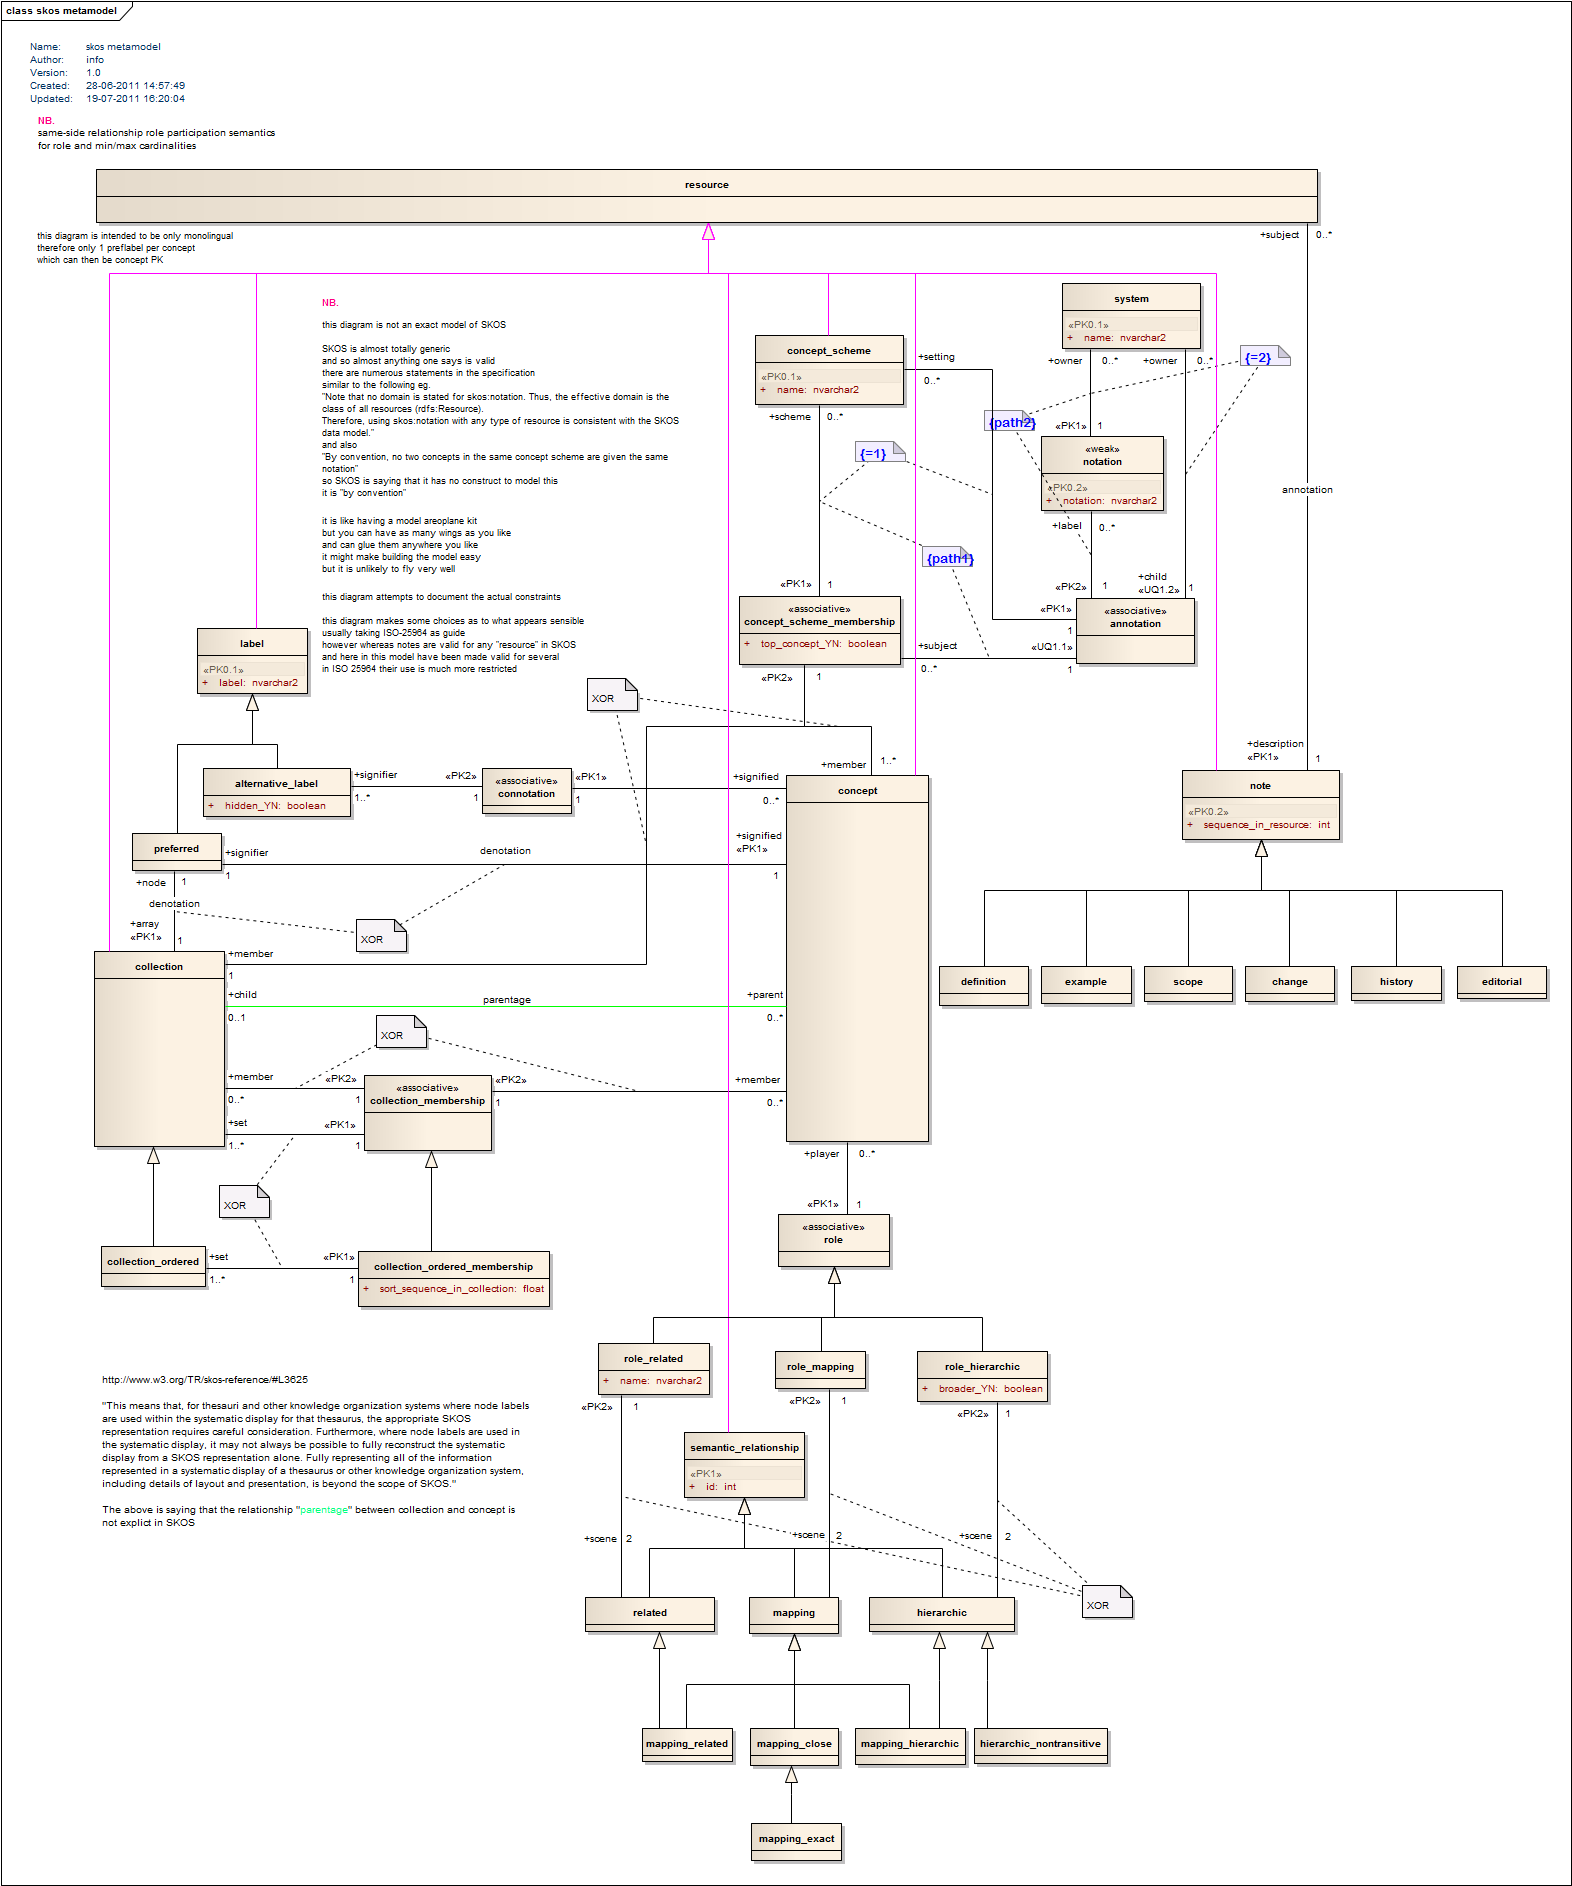 class skos metamodel
Name: skos metamodel
Author: info
Version: 1.0
Created: 28-06-2011 14:57:49
Updated: 19-07-2011 16:20:04
NB.
same-side relationship role participation semantics
for role and min/max cardinalities
resource
this diagram is intended to be only monolingual
therefore only 1 preflabel per concept
which can then be concept PK
+subject 0..*
NB.
this diagram is not an exact model of SKOS
SKOS is almost totally generic
and so almost anything one says is valid
there are numerous statements in the specification
similar to the following eg.
"Note that no domain is stated for skos:notation. Thus, the effective domain is the
class of all resources (rdfs:Resource).
Therefore, using skos:notation with any type of resource is consistent with the SKOS
data model."
and also
"By convention, no two concepts in the same concept scheme are given the same
notation"
so SKOS is saying that it has no construct to model this
it is "by convention"
it is like having a model areoplane kit
but you can have as many wings as you like
and can glue them anywhere you like
it might make building the model easy
but it is unlikely to fly very well
this diagram attempts to document the actual constraints
this diagram makes some choices as to what appears sensible
usually taking ISO-25964 as guide
however whereas notes are valid for any "resource" in SKOS
and here in this model have been made valid for several
in ISO 25964 their use is much more restricted
system
«PK0.1»
+ name: nvarchar2
+owner 0..* +owner 0..*
{=2}
concept_scheme
«PK0.1»
+ name: nvarchar2
+setting
0..*
+scheme 0..*
{path2}
«PK1» 1
{=1}
«weak»
notation
«PK0.2»
+ notation: nvarchar2
+label 0..*
annotation
{path1}
«PK1» 1
+child
«PK2» 1 «UQ1.2» 1
«PK1»
1
«associative»
annotation
«associative»
concept_scheme_membership
+ top_concept_YN: boolean
+subject
0..*
«UQ1.1»
1
«PK2» 1
label
«PK0.1»
+ label: nvarchar2
XOR
+member 1..*
+description
«PK1» 1
alternative_label
+ hidden_YN: boolean
+signifier
1..*
«PK2»
1
«associative»
connotation
«PK1»
1
+signified
0..*
concept
note
«PK0.2»
+ sequence_in_resource: int
preferred
+signifier
1
denotation
+signified
«PK1»
1
+node 1
denotation
+array
«PK1» 1
XOR
collection
+member
1
+child
0..1
parentage
+parent
0..*
definition
example
scope
change
history
editorial
XOR
+member
0..*
«PK2»
1
«associative»
collection_membership
«PK2»
1
+member
0..*
+set
1..*
«PK1»
1
XOR
+player 0..*
«PK1» 1
«associative»
role
collection_ordered
+set
1..*
«PK1»
1
collection_ordered_membership
+ sort_sequence_in_collection: float
role_related
+ name: nvarchar2
«PK2» 1
role_mapping
«PK2» 1
role_hierarchic
+ broader_YN: boolean
«PK2» 1
http://www.w3.org/TR/skos-reference/#L3625
"This means that, for thesauri and other knowledge organization systems where node labels
are used within the systematic display for that thesaurus, the appropriate SKOS
representation requires careful consideration. Furthermore, where node labels are used in
the systematic display, it may not always be possible to fully reconstruct the systematic
display from a SKOS representation alone. Fully representing all of the information
represented in a systematic display of a thesaurus or other knowledge organization system,
including details of layout and presentation, is beyond the scope of SKOS."
The above is saying that the relationship "parentage" between collection and concept is
not explict in SKOS
semantic_relationship
«PK1»
+ id: int
+scene 2
+scene 2
+scene 2
XOR
related
mapping
hierarchic
mapping_related
mapping_close
mapping_hierarchic
hierarchic_nontransitive
mapping_exact